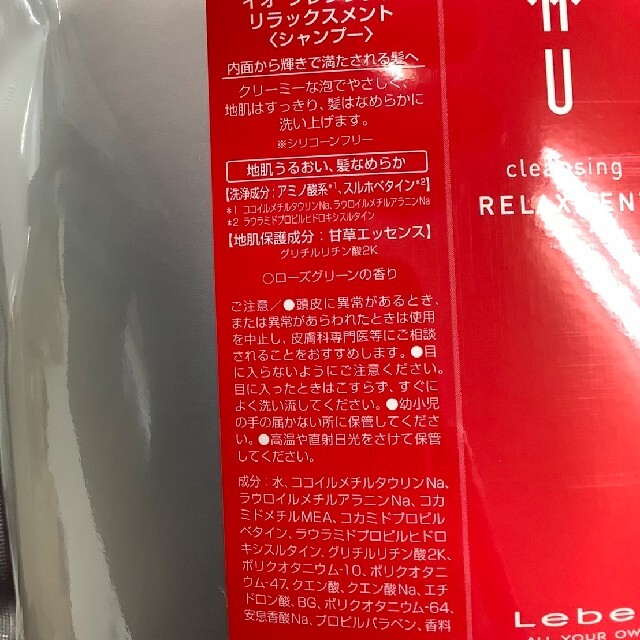 リラックスメント
〈シャンプー〉
内面から輝きで満たされる髪へ
クリーミーな泡でやさしく、
地肌はすっきり、髪はなめらかに
洗い上げます。
※シリコーンフリー
地肌うるおい、髪なめらか
【洗浄成分：アミノ酸系*1、スルホベタイン*2】
*1 ココイルメチルタウリンNa、ラウロイルメチルアラニンNa
*2 ラウラミドプロピルヒドロキシスルタイン
【地肌保護成分：甘草エッセンス】
グリチルリチン酸2K
○ローズグリーンの香り
ご注意／●頭皮に異常があるとき、
または異常があらわれたときは使用
を中止し、皮膚科専門医等にご相談
されることをおすすめします。●目
に入らないようにご注意ください。
目に入ったときはこすらず、すぐに
よく洗い流してください。●幼小児
の手の届かない所に保管してくださ
い。●高温や直射日光をさけて保管
してください。
成分：水、ココイルメチルタウリンNa、
ラウロイルメチルアラニンNa、コカ
ミドメチルMEA、コカミドプロピル
ベタイン、ラウラミドプロピルヒドロ
キシスルタイン、グリチルリチン酸2K、
ポリクオタニウム-10、ポリクオタニ
ウム-47、クエン酸、クエン酸Na、エチ
ドロン酸、BG、ポリクオタニウム-64、
安息香酸Na、プロピルパラベン、香料
U
cleansing
RELAXMENT
Lebe
ALL YOUR OW